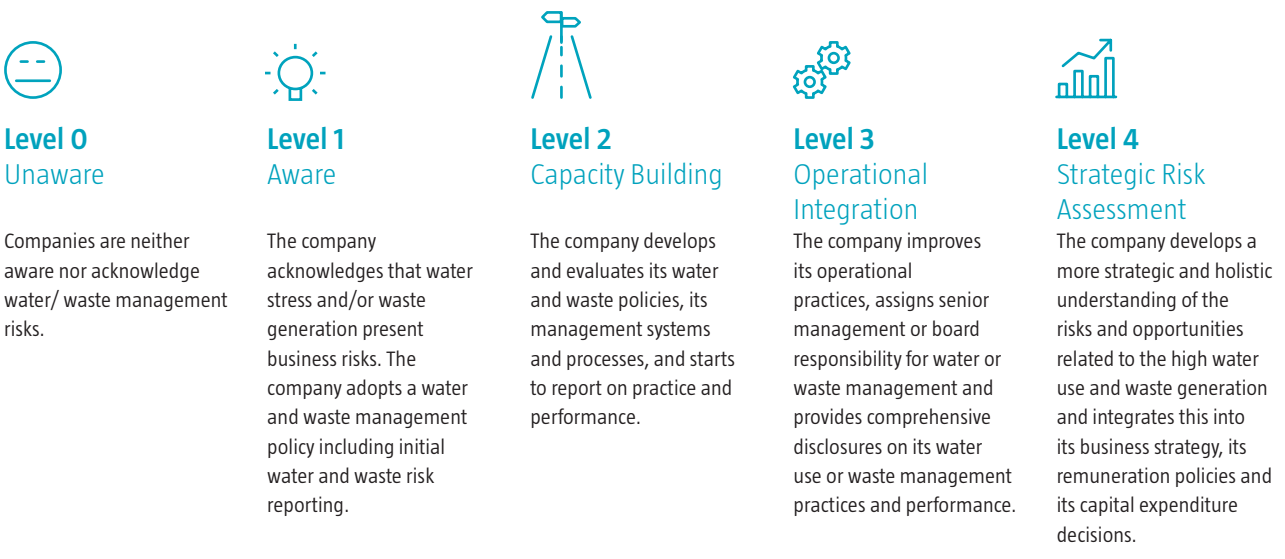 Level 0
Unaware
Companies are neither
aware nor acknowledge
water/ waste management
risks.
Level 1
Aware
The company
acknowledges that water
stress and/or waste
generation present
business risks. The
company adopts a water
and waste management
policy including initial
water and waste risk
reporting.
Level 2
Capacity Building
The company develops
and evaluates its water
and waste policies, its
management systems
and processes, and starts
to report on practice and
performance.
Level 3
Operational
Integration
The company improves
its operational
practices, assigns senior
management or board
responsibility for water or
waste management and
provides comprehensive
disclosures on its water
use or waste management
practices and performance.
Level 4
Strategic Risk
Assessment
The company develops a
more strategic and holistic
understanding of the
risks and opportunities
related to the high water
use and waste generation
and integrates this into
its business strategy, its
remuneration policies and
its capital expenditure
decisions.